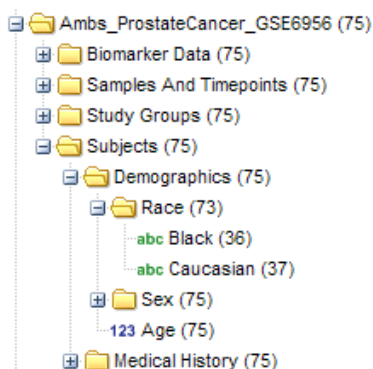 Ambs_ProstateCancer_GSE6956 (75)
Biomarker Data (75)
Samples And Timepoints (75)
Study Groups (75)
Subjects (75)
Demographics (75)
Race (73)
abc Black (36)
abc Caucasian (37)
Sex (75)
123 Age (75)
Medical History (75)